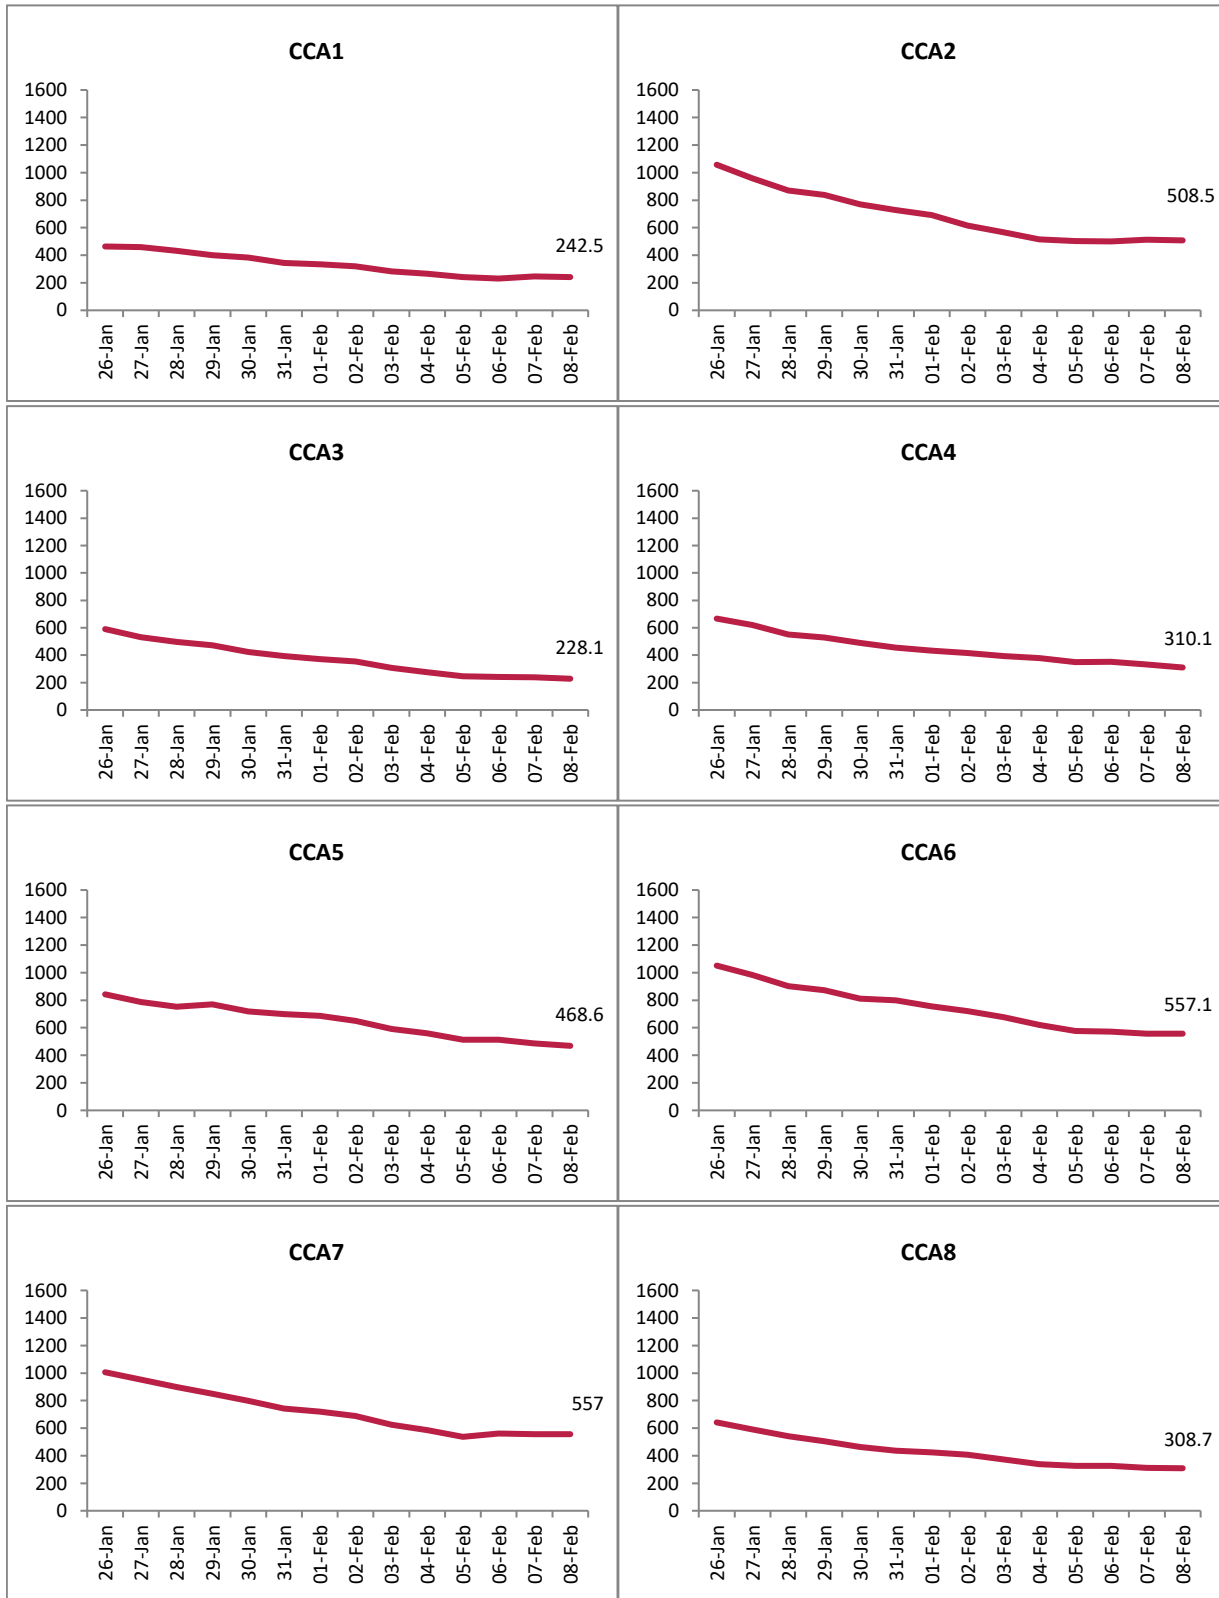 CCA1
1600
1400
1200
1000
800
600
400
200
0
242.5
26-Jan
27-Jan
28-Jan
29-Jan
30-Jan
31-Jan
01-Feb
02-Feb
03-Feb
04-Feb
05-Feb
06-Feb
07-Feb
08-Feb
CCA2
1600
1400
1200
1000
800
600
400
200
0
508.5
26-Jan
27-Jan
28-Jan
29-Jan
30-Jan
31-Jan
01-Feb
02-Feb
03-Feb
04-Feb
05-Feb
06-Feb
07-Feb
08-Feb
CCA3
1600
1400
1200
1000
800
600
400
200
0
228.1
26-Jan
27-Jan
28-Jan
29-Jan
30-Jan
31-Jan
01-Feb
02-Feb
03-Feb
04-Feb
05-Feb
06-Feb
07-Feb
08-Feb
CCA4
1600
1400
1200
1000
800
600
400
200
0
310.1
26-Jan
27-Jan
28-Jan
29-Jan
30-Jan
31-Jan
01-Feb
02-Feb
03-Feb
04-Feb
05-Feb
06-Feb
07-Feb
08-Feb
CCA5
1600
1400
1200
1000
800
600
400
200
0
468.6
26-Jan
27-Jan
28-Jan
29-Jan
30-Jan
31-Jan
01-Feb
02-Feb
03-Feb
04-Feb
05-Feb
06-Feb
07-Feb
08-Feb
CCA6
1600
1400
1200
1000
800
600
400
200
0
557.1
26-Jan
27-Jan
28-Jan
29-Jan
30-Jan
31-Jan
01-Feb
02-Feb
03-Feb
04-Feb
05-Feb
06-Feb
07-Feb
08-Feb
CCA7
1600
1400
1200
1000
800
600
400
200
0
557
26-Jan
27-Jan
28-Jan
29-Jan
30-Jan
31-Jan
01-Feb
02-Feb
03-Feb
04-Feb
05-Feb
06-Feb
07-Feb
08-Feb
CCA8
1600
1400
1200
1000
800
600
400
200
0
308.7
26-Jan
27-Jan
28-Jan
29-Jan
30-Jan
31-Jan
01-Feb
02-Feb
03-Feb
04-Feb
05-Feb
06-Feb
07-Feb
08-Feb